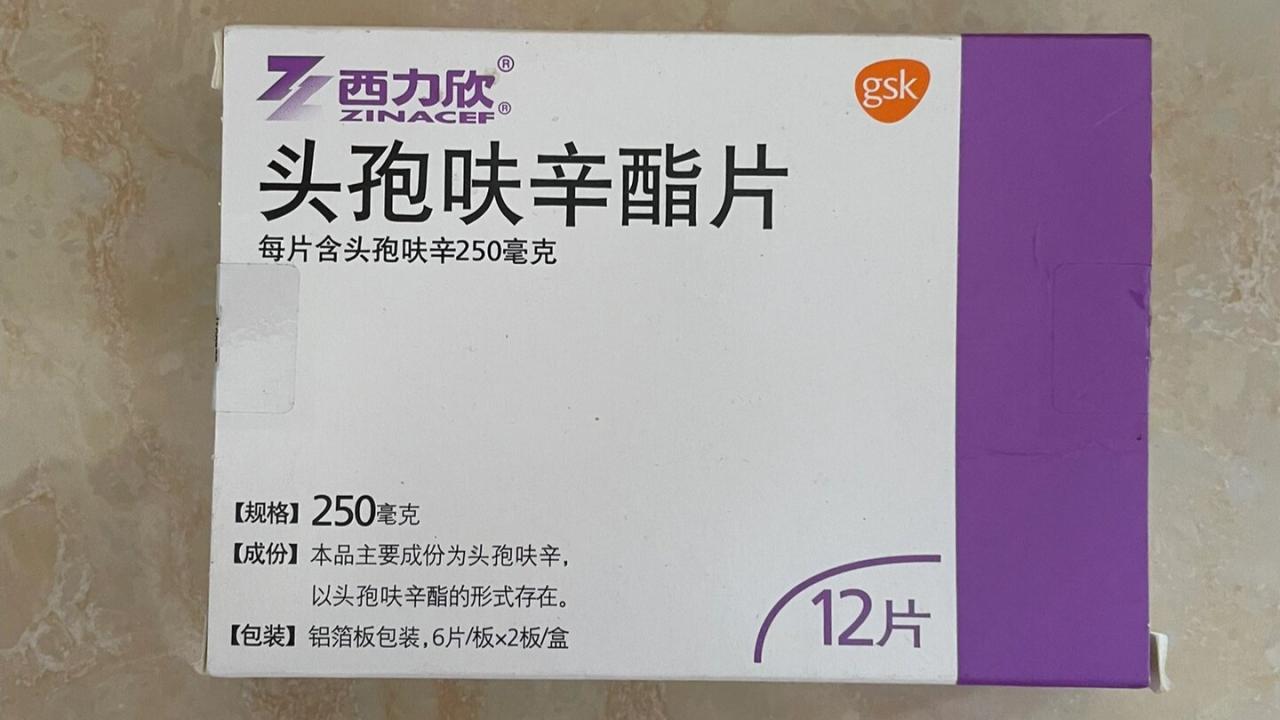 西力欣®
ZINACEF®
gsk
头孢呋辛酯片
每片含头孢呋辛250毫克
【规格】250毫克
【成份】本品主要成份为头孢呋辛,
以头孢呋辛酯的形式存在。
【包装】铝箔板包装,6片/板×2板/盒
12片